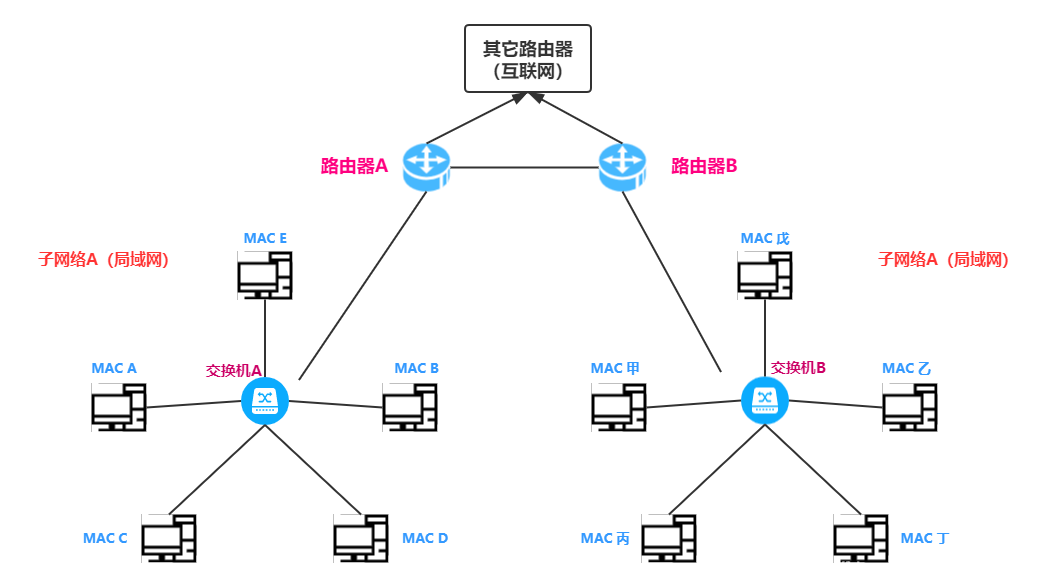 其它路由器
（互联网）
路由器A
路由器B
MAC E
MAC 戊
子网络A（局域网）
子网络A（局域网）
MAC A
交换机A
MAC B
MAC 甲
交换机B
MAC 乙
MAC C
MAC D
MAC 丙
MAC 丁